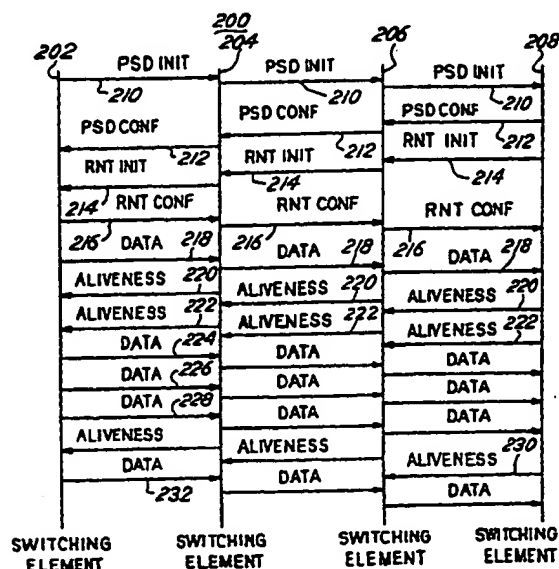 200
202 204 206 208
PSD INIT PSD INIT PSD INIT
210 210 210
PSD CONF PSD CONF PSD CONF
212 212 212
RNT INIT RNT INIT RNT INIT
214 214 214
RNT CONF RNT CONF RNT CONF
216 216 216
DATA 218 DATA 218 DATA 218
ALIVENESS 220 ALIVENESS 220 ALIVENESS 220
ALIVENESS 222 ALIVENESS 222 ALIVENESS 222
DATA 224 DATA DATA
DATA 226 DATA DATA
DATA 228 DATA DATA
ALIVENESS ALIVENESS ALIVENESS 230
DATA DATA DATA
232
SWITCHING SWITCHING SWITCHING SWITCHING
ELEMENT ELEMENT ELEMENT ELEMENT